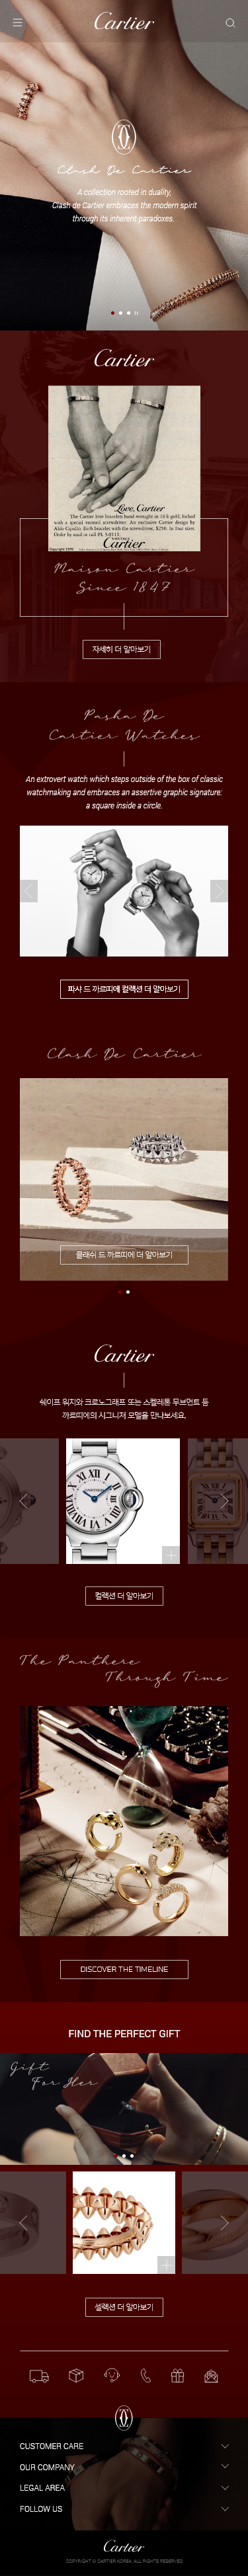 Cartier
Clash De Cartier
A collection rooted in duality,
Clash de Cartier embraces the modern spirit
through its inherent paradoxes.
Cartier
Love, Cartier
The Cartier love bracelet hand-wrought in 14k gold, fitted
with a special vermeil screwdriver. An exclusive Cartier design by
Aldo Cipullo. Each bracelet with screwdriver, $250. In four sizes.
Mail order or call PL 5-0111.
Cartier
Maison Cartier
Since 1847
자세히 더 알아보기
Pasha De
Cartier Watches
An extrovert watch which steps outside of the box of classic
watchmaking and embraces an assertive graphic signature:
a square inside a circle.
파샤 드 까르띠에 컬렉션 더 알아보기
Clash De Cartier
클래쉬 드 까르띠에 더 알아보기
Cartier
쉐이프 워치와 크로노그래프 또는 스켈레톤 무브먼트 등
까르띠에의 시그니처 모델을 만나보세요.
컬렉션 더 알아보기
The Panthere
Through Time
DISCOVER THE TIMELINE
FIND THE PERFECT GIFT
Gift
For Her
셀렉션 더 알아보기
CUSTOMER CARE
OUR COMPANY
LEGAL AREA
FOLLOW US
Cartier
COPYRIGHT © CARTIER KOREA. ALL RIGHTS RESERVED